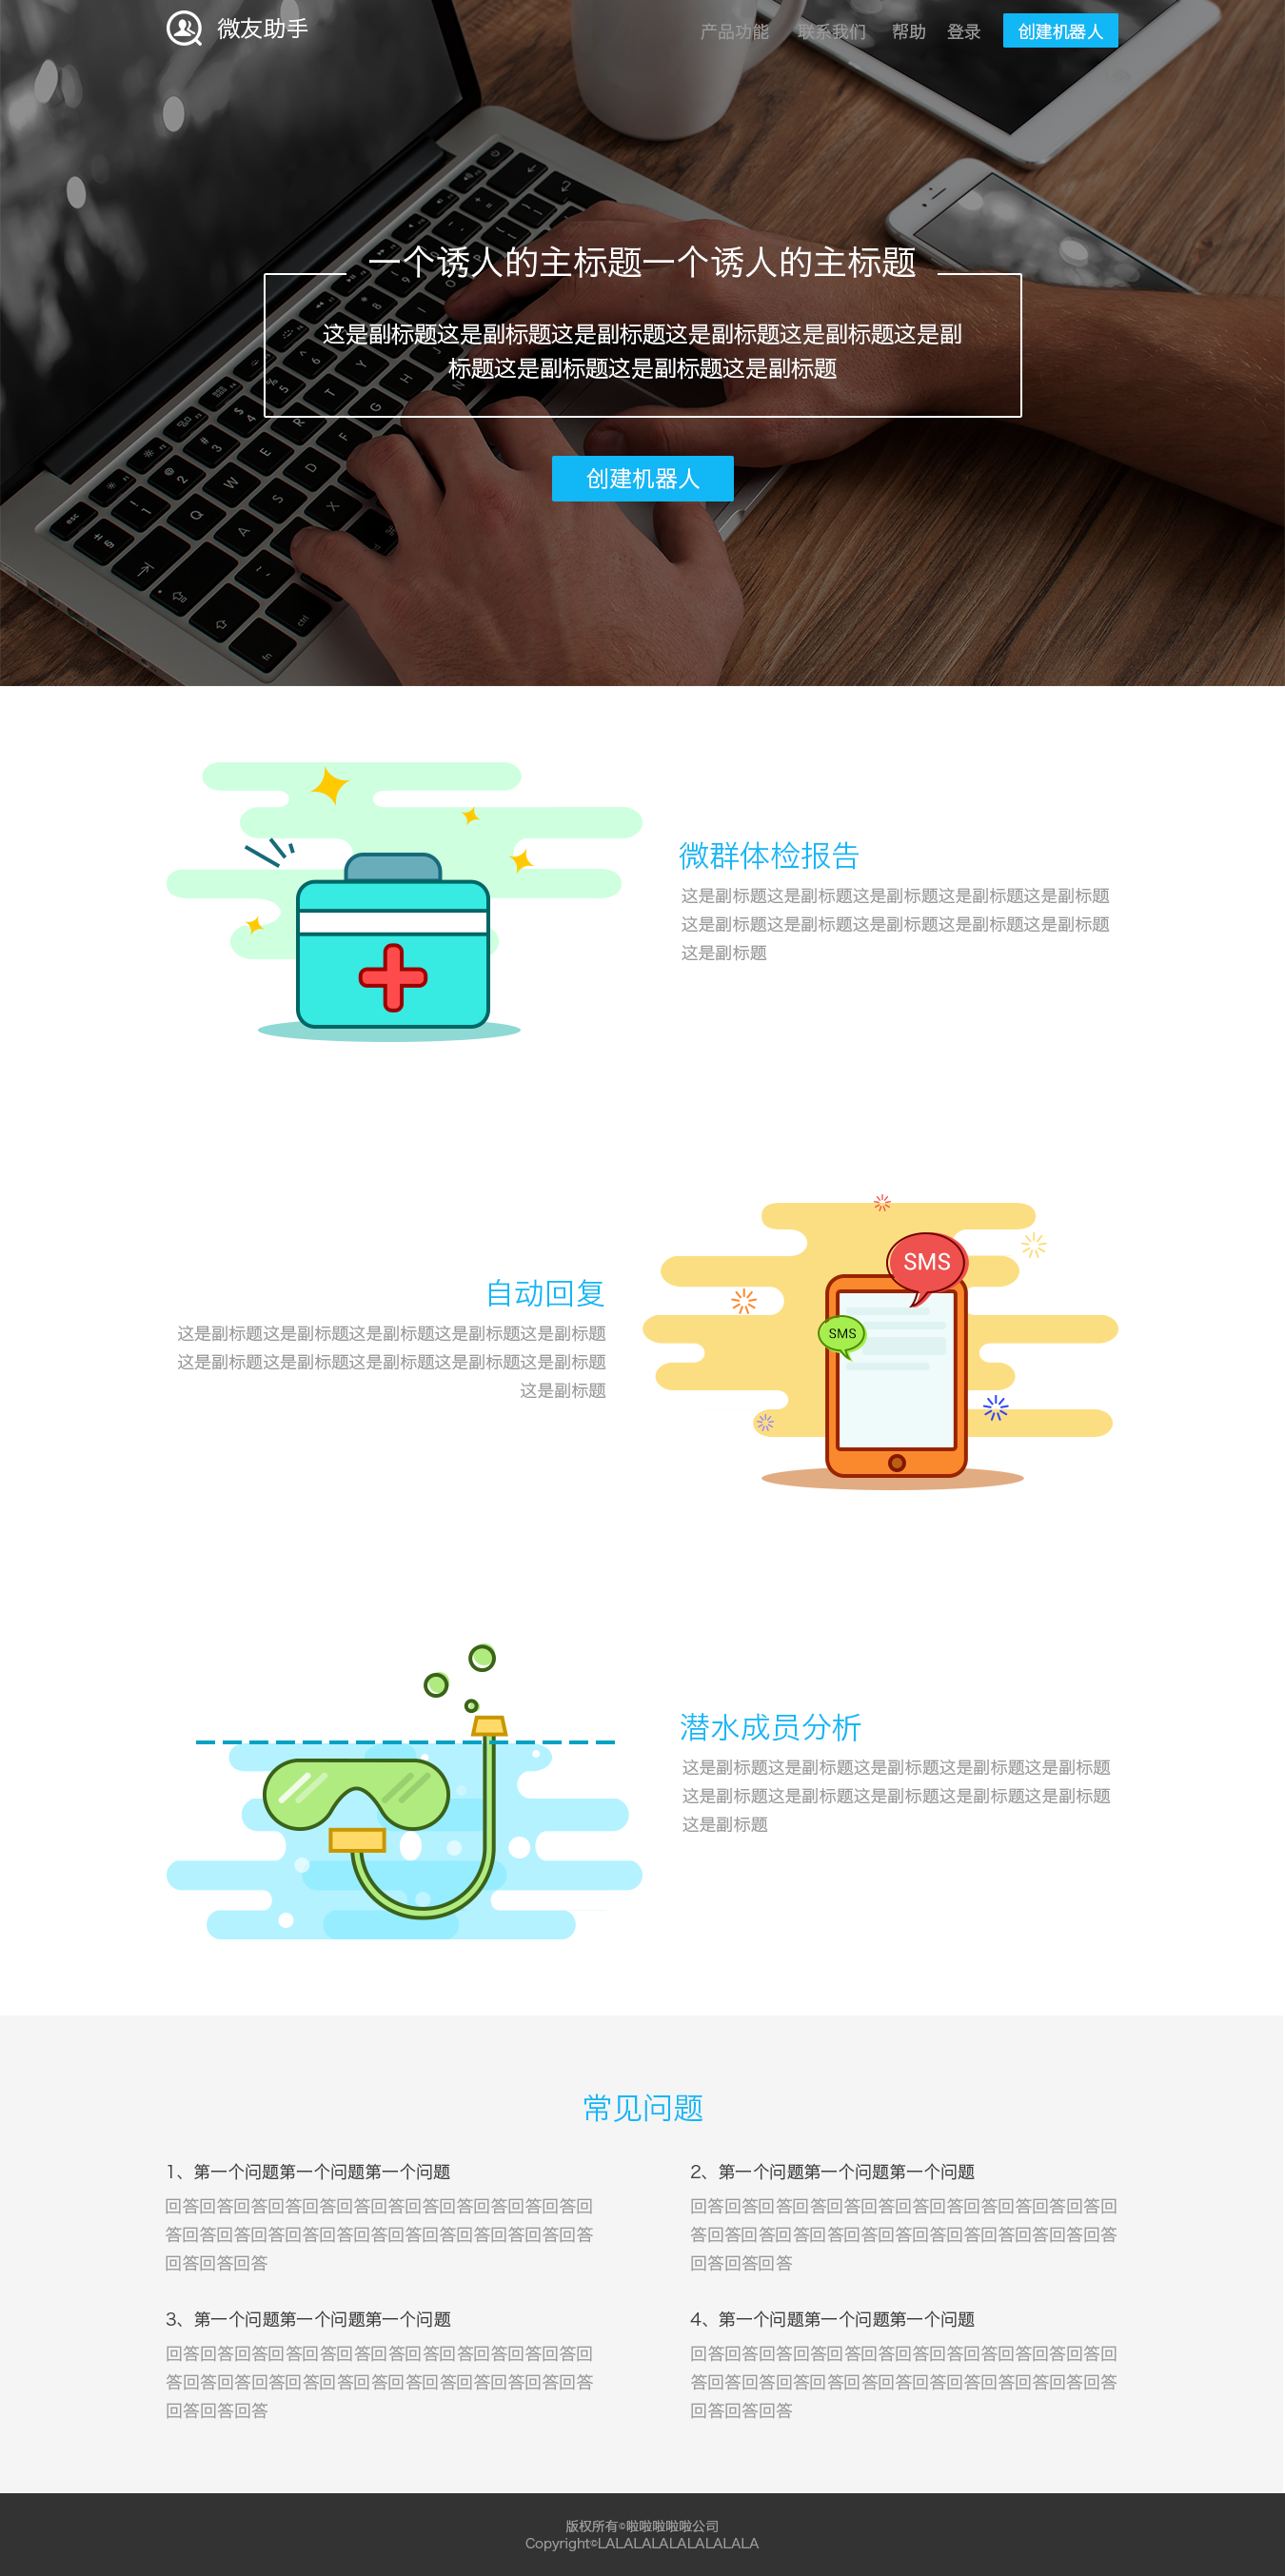 微友助手
产品功能 联系我们 帮助 登录 创建机器人
一个诱人的主标题一个诱人的主标题
这是副标题这是副标题这是副标题这是副标题这是副标题这是副
标题这是副标题这是副标题这是副标题
创建机器人
微群体检报告
这是副标题这是副标题这是副标题这是副标题这是副标题
这是副标题这是副标题这是副标题这是副标题这是副标题
这是副标题
SMS
SMS
自动回复
这是副标题这是副标题这是副标题这是副标题这是副标题
这是副标题这是副标题这是副标题这是副标题这是副标题
这是副标题
潜水成员分析
这是副标题这是副标题这是副标题这是副标题这是副标题
这是副标题这是副标题这是副标题这是副标题这是副标题
这是副标题
常见问题
1、第一个问题第一个问题第一个问题
回答回答回答回答回答回答回答回答回答回答回答回答回
答回答回答回答回答回答回答回答回答回答回答回答回答
回答回答回答
2、第一个问题第一个问题第一个问题
回答回答回答回答回答回答回答回答回答回答回答回答回
答回答回答回答回答回答回答回答回答回答回答回答回答
回答回答回答
3、第一个问题第一个问题第一个问题
回答回答回答回答回答回答回答回答回答回答回答回答回
答回答回答回答回答回答回答回答回答回答回答回答回答
回答回答回答
4、第一个问题第一个问题第一个问题
回答回答回答回答回答回答回答回答回答回答回答回答回
答回答回答回答回答回答回答回答回答回答回答回答回答
回答回答回答
版权所有©啦啦啦啦啦公司
Copyright©LALALALALALALALALA